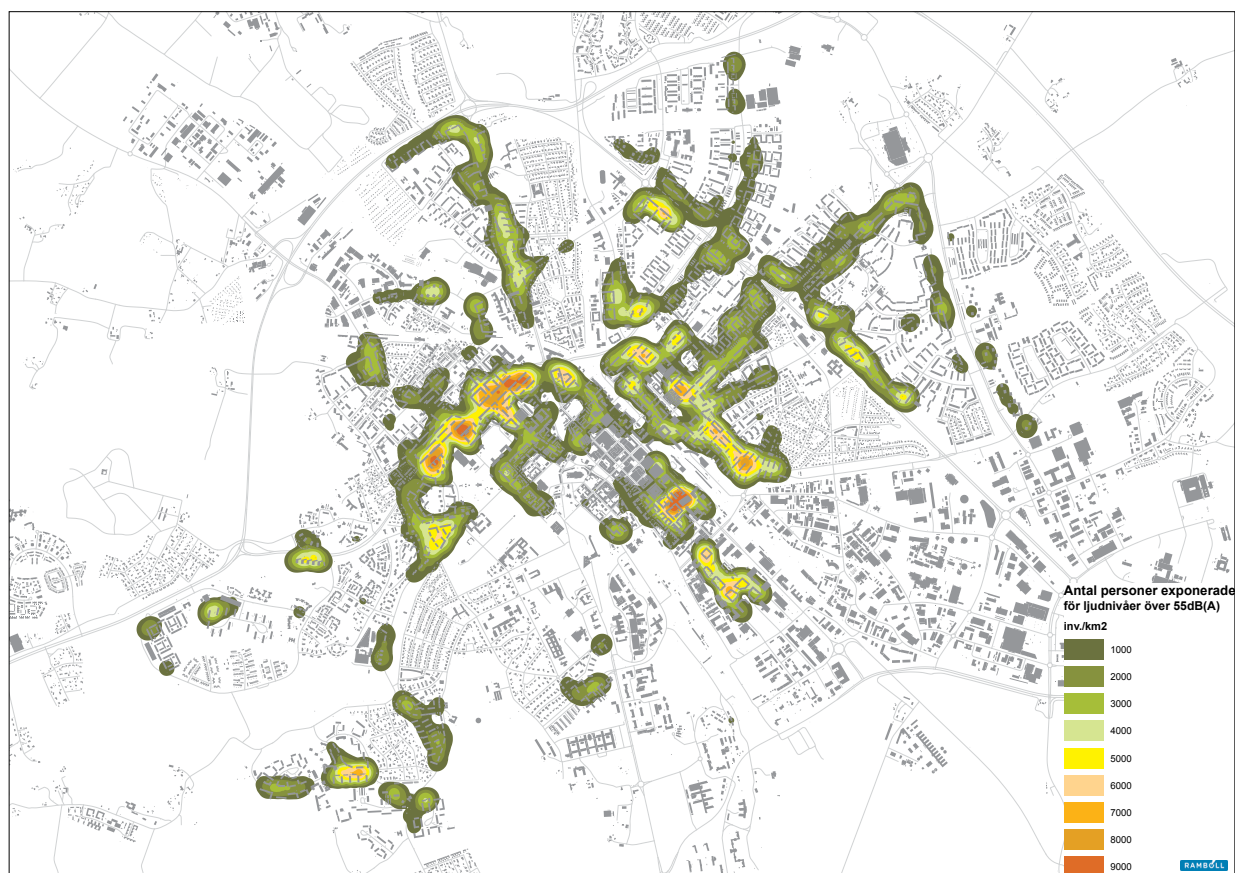 Antal personer exponerade
för ljudnivåer över 55dB(A)
inv./km2
1000
2000
3000
4000
5000
6000
7000
8000
9000
RAMBOLL